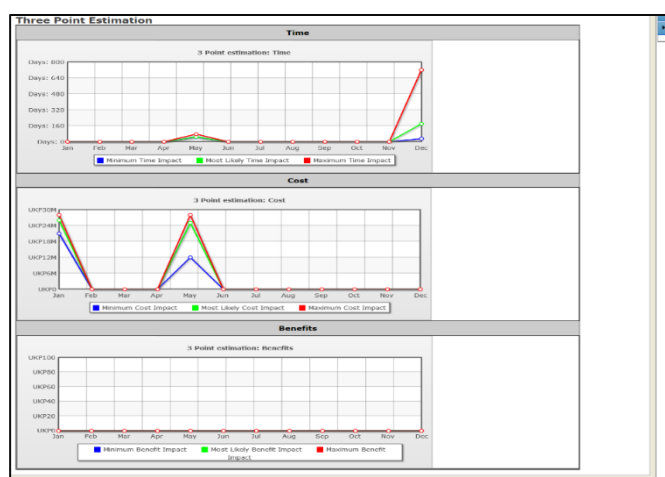 Three Point Estimation
Time
3 Point estimation: Time
Days: 800
Days: 640
Days: 480
Days: 320
Days: 160
Days: 0
Jan Feb Mar Apr May Jun Jul Aug Sep Oct Nov Dec
Minimum Time Impact Most Likely Time Impact Maximum Time Impact
Cost
3 Point estimation: Cost
UKP30M
UKP24M
UKP18M
UKP12M
UKP6M
UKP0
Jan Feb Mar Apr May Jun Jul Aug Sep Oct Nov Dec
Minimum Cost Impact Most Likely Cost Impact Maximum Cost Impact
Benefits
3 Point estimation: Benefits
UKP100
UKP80
UKP60
UKP40
UKP20
UKP0
Jan Feb Mar Apr May Jun Jul Aug Sep Oct Nov Dec
Minimum Benefit Impact Most Likely Benefit Maximum Benefit
Impact